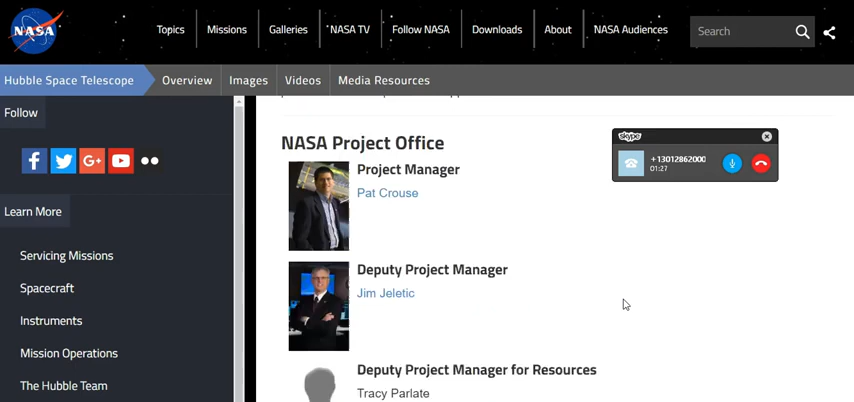 NASA
Topics
Missions
Galleries
NASA TV
Follow NASA
Downloads
About
NASA Audiences
Search
Hubble Space Telescope
Overview
Images
Videos
Media Resources
Follow
Learn More
Servicing Missions
Spacecraft
Instruments
Mission Operations
The Hubble Team
NASA Project Office
Project Manager
Pat Crouse
Deputy Project Manager
Jim Jeletic
Deputy Project Manager for Resources
Tracy Parlate
skype
+13012862000
01:27